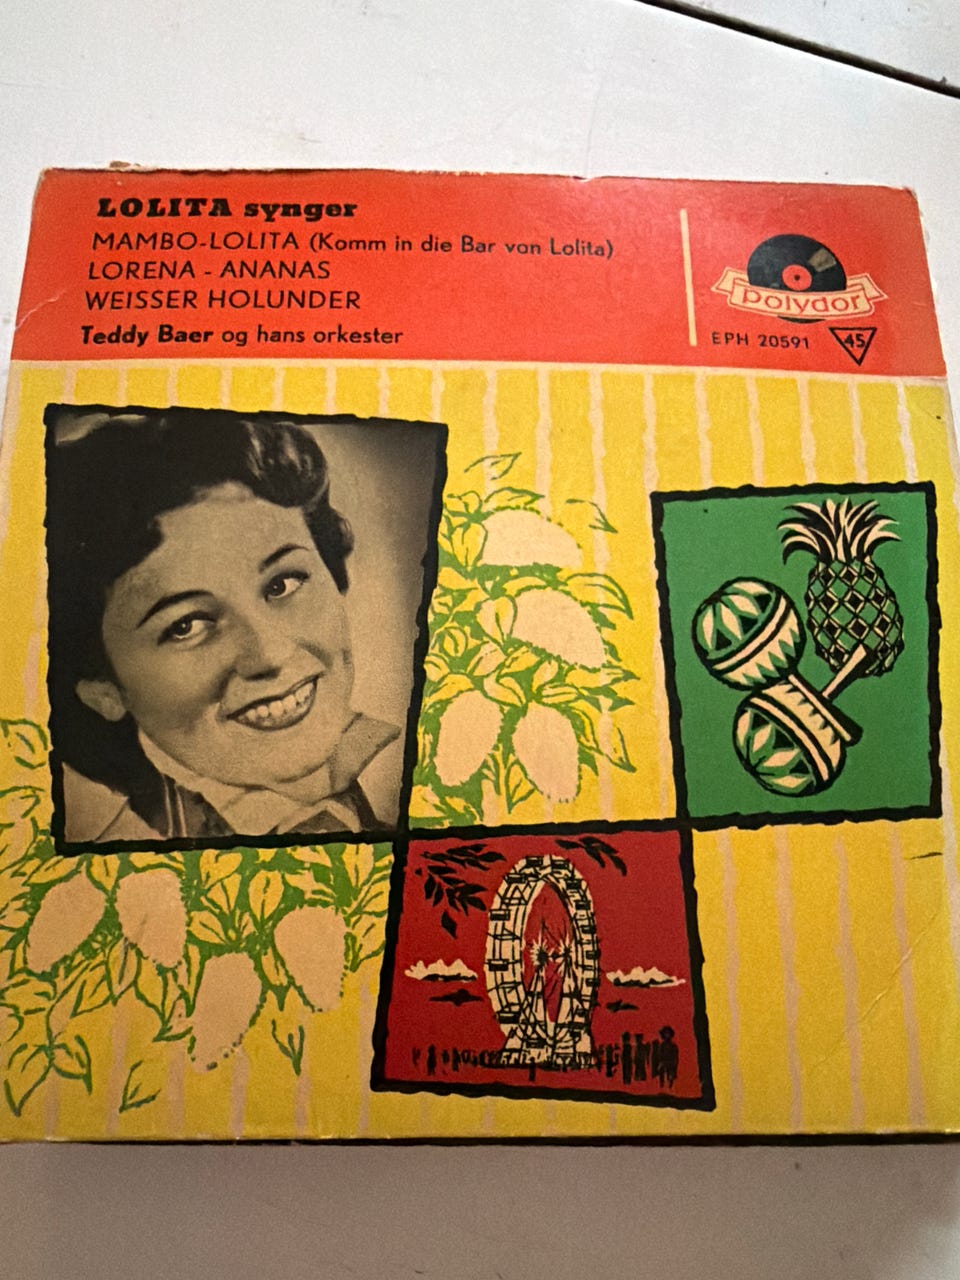 LOLITA synger
MAMBO-LOLITA (Komm in die Bar von Lolita)
LORENA - ANANAS
WEISSER HOLUNDER
Teddy Baer og hans orkester
polydor
EPH 20591
45